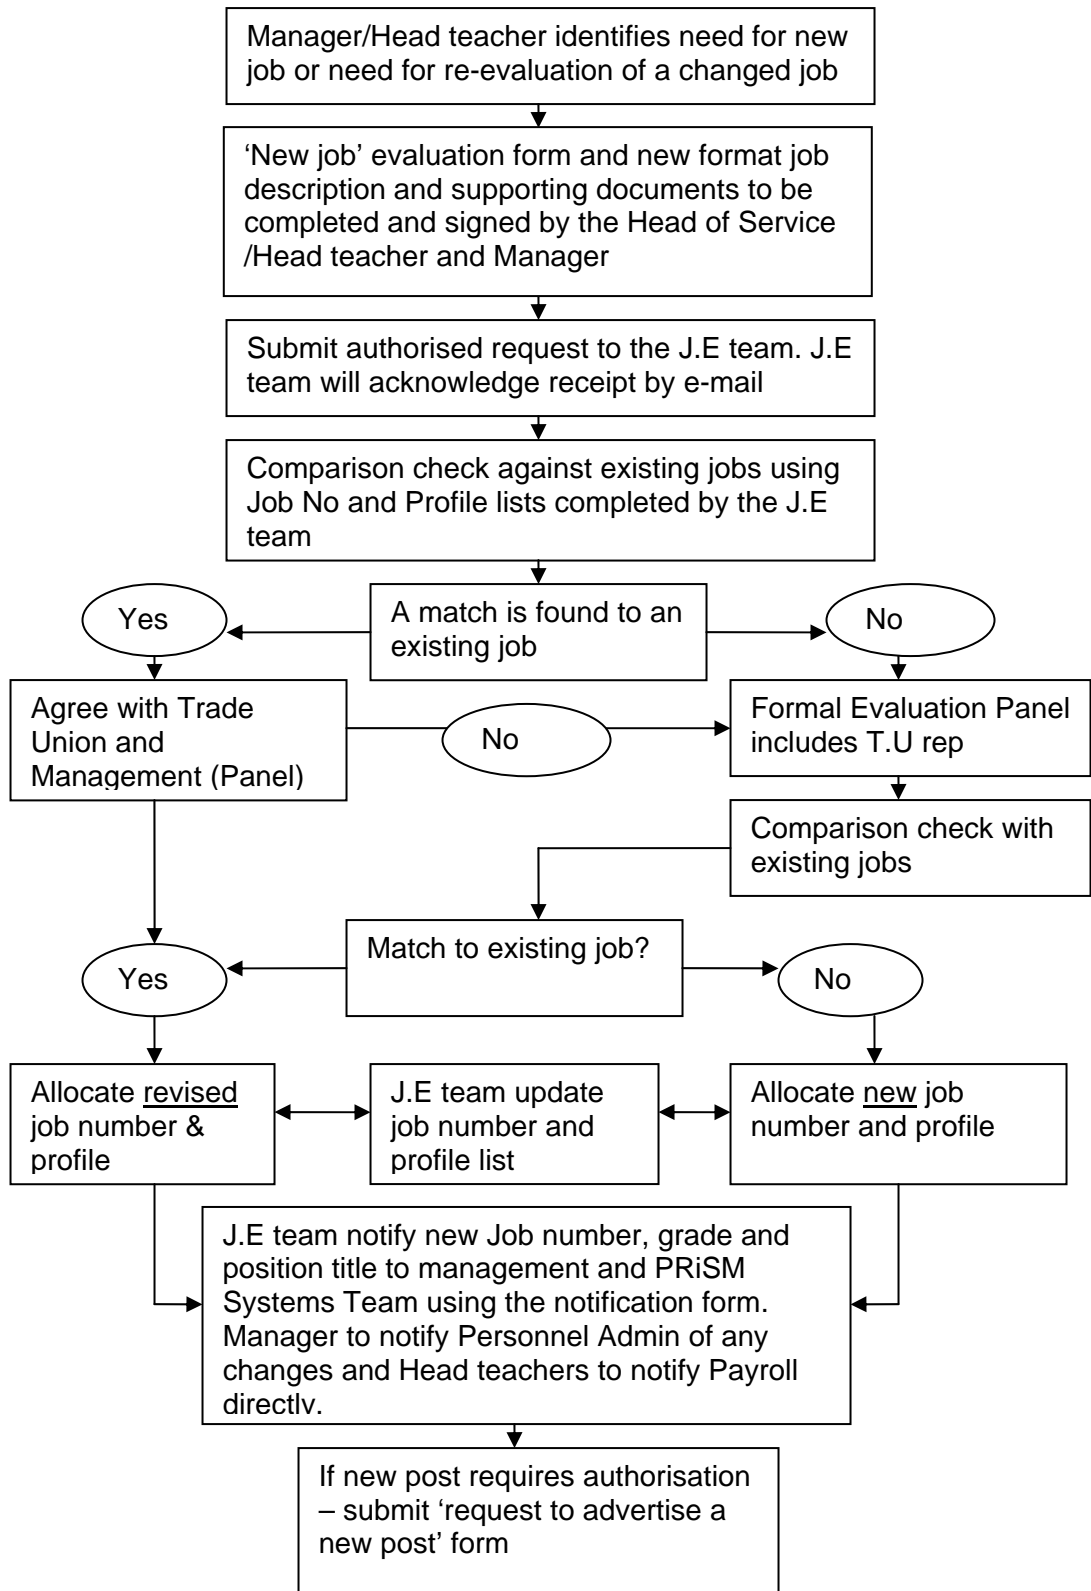 Manager/Head teacher identifies need for new
job or need for re-evaluation of a changed job
‘New job’ evaluation form and new format job
description and supporting documents to be
completed and signed by the Head of Service
/Head teacher and Manager
Submit authorised request to the J.E team. J.E
team will acknowledge receipt by e-mail
Comparison check against existing jobs using
Job No and Profile lists completed by the J.E
team
Yes
A match is found to an
existing job
No
Agree with Trade
Union and
Management (Panel)
No
Formal Evaluation Panel
includes T.U rep
Comparison check with
existing jobs
Match to existing job?
Yes
No
Allocate revised
job number &
profile
J.E team update
job number and
profile list
Allocate new job
number and profile
J.E team notify new Job number, grade and
position title to management and PRiSM
Systems Team using the notification form.
Manager to notify Personnel Admin of any
changes and Head teachers to notify Payroll
directly.
If new post requires authorisation
– submit ‘request to advertise a
new post’ form